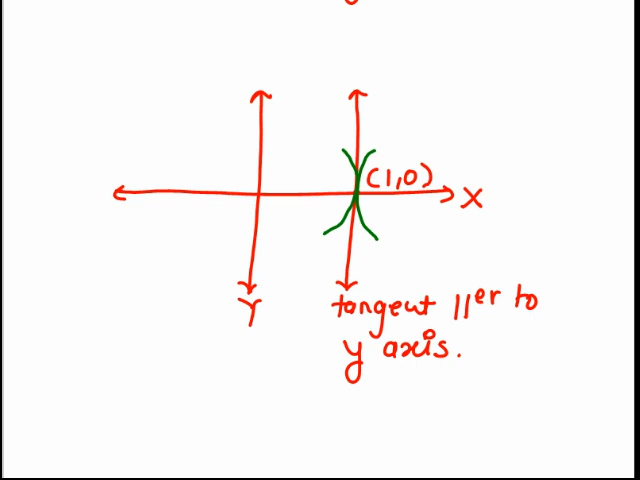 (1,0)
X
Y
tangent ||er to
y axis.